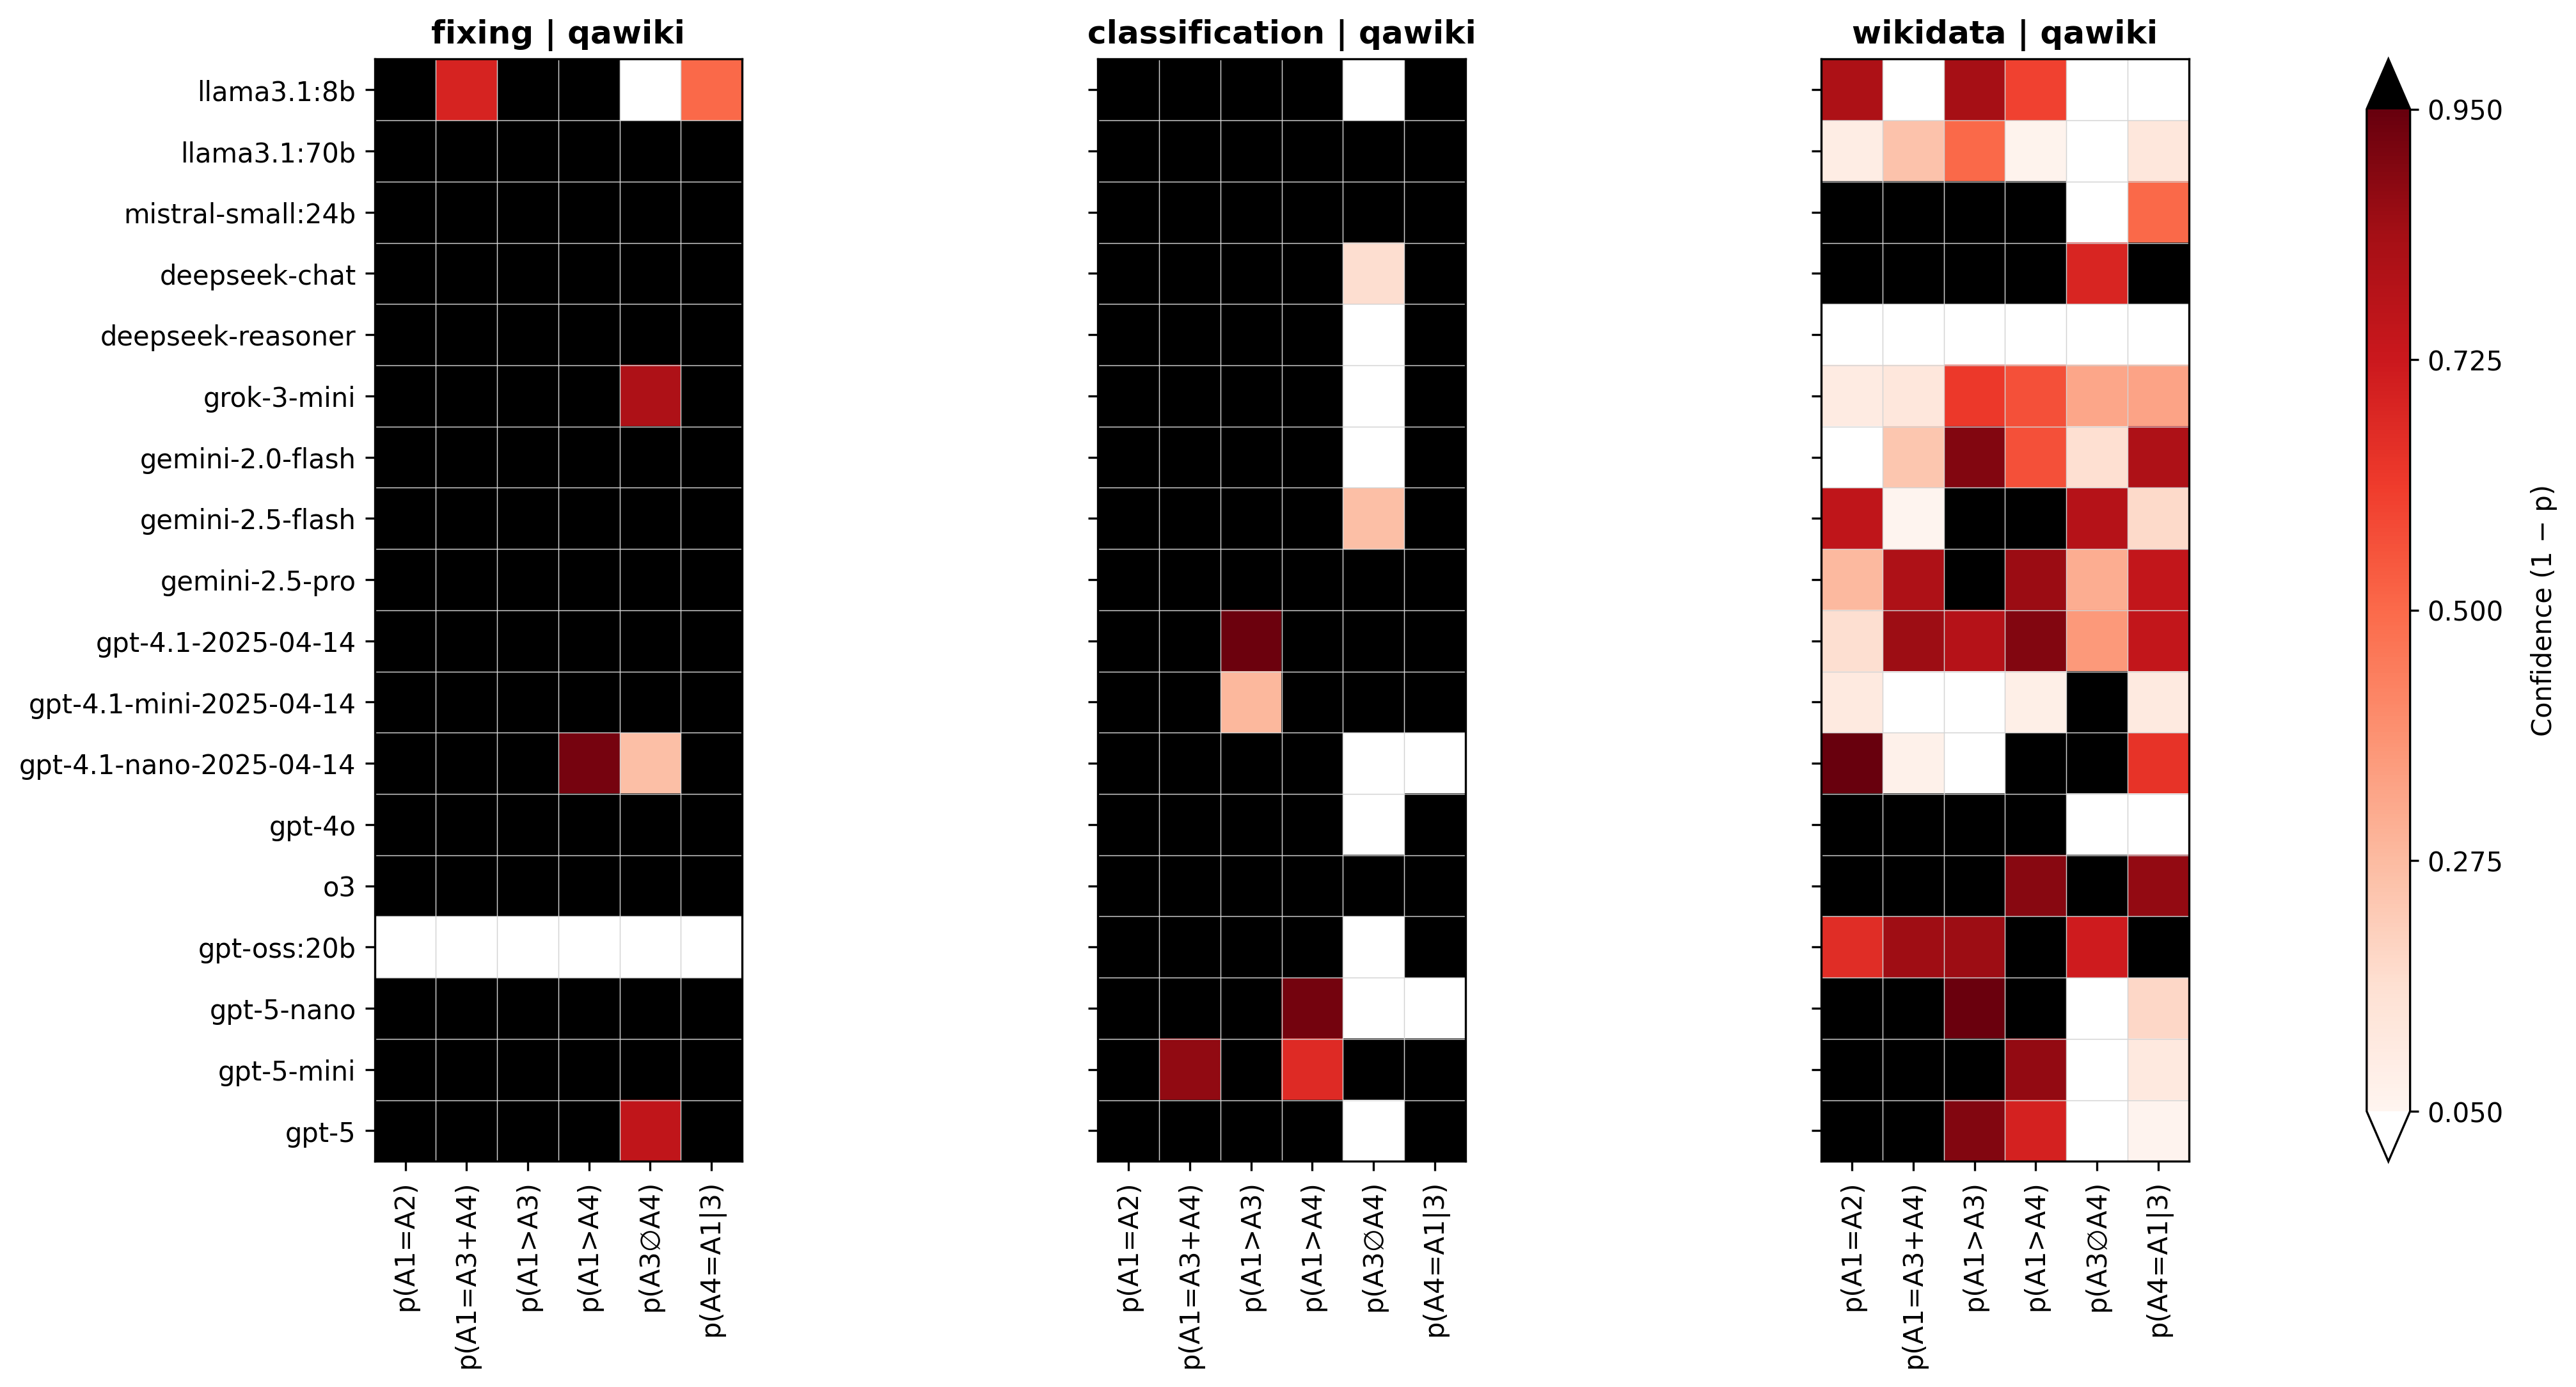 fixing | qawiki
classification | qawiki
wikidata | qawiki
llama3.1:8b
llama3.1:70b
mistral-small:24b
deepseek-chat
deepseek-reasoner
grok-3-mini
gemini-2.0-flash
gemini-2.5-flash
gemini-2.5-pro
gpt-4.1-2025-04-14
gpt-4.1-mini-2025-04-14
gpt-4.1-nano-2025-04-14
gpt-4o
o3
gpt-oss:20b
gpt-5-nano
gpt-5-mini
gpt-5
p(A1=A2)
p(A1=A3+A4)
p(A1>A3)
p(A1>A4)
p(A3∅A4)
p(A4=A1|3)
p(A1=A2)
p(A1=A3+A4)
p(A1>A3)
p(A1>A4)
p(A3∅A4)
p(A4=A1|3)
p(A1=A2)
p(A1=A3+A4)
p(A1>A3)
p(A1>A4)
p(A3∅A4)
p(A4=A1|3)
0.950
0.725
0.500
0.275
0.050
Confidence (1 − p)